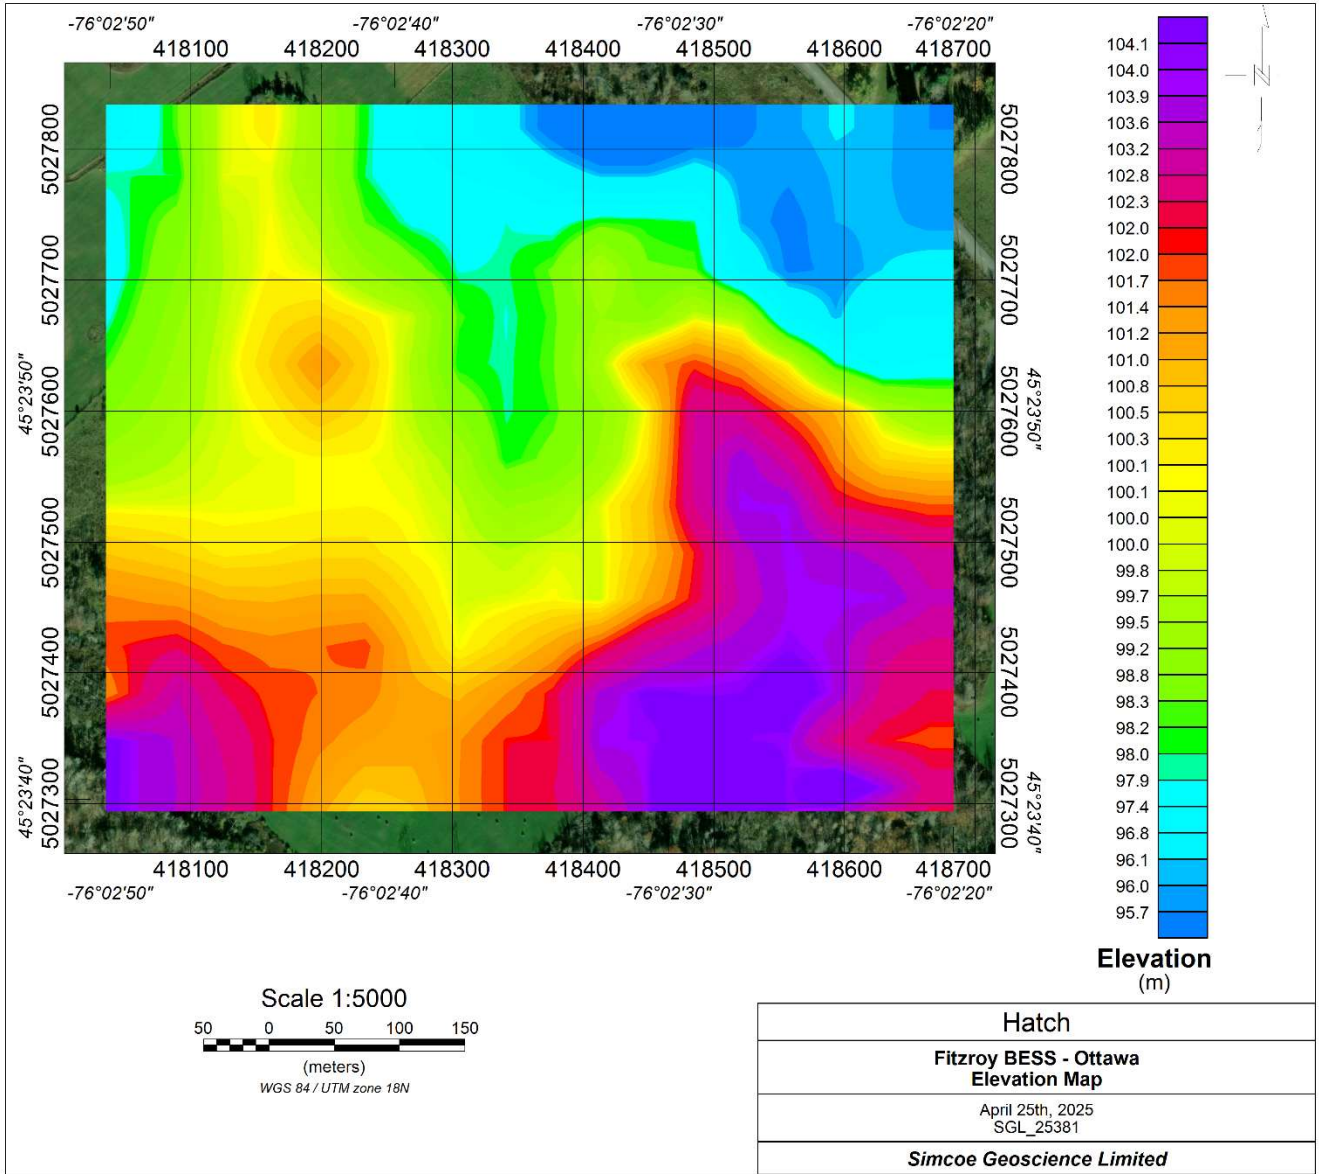 -76°02'50" -76°02'40" -76°02'30" -76°02'20"
418100 418200 418300 418400 418500 418600 418700
5027800 5027700 5027600 5027500 5027400 5027300
45°23'50" 45°23'40"
5027800 5027700 5027600 5027500 5027400 5027300
45°23'50" 45°23'40"
418100 418200 418300 418400 418500 418600 418700
-76°02'50" -76°02'40" -76°02'30" -76°02'20"
N
104.1
104.0
103.9
103.6
103.2
102.8
102.3
102.0
102.0
101.7
101.4
101.2
101.0
100.8
100.5
100.3
100.1
100.1
100.0
100.0
99.8
99.7
99.5
99.2
98.8
98.3
98.2
98.0
97.9
97.4
96.8
96.1
96.0
95.7
Elevation
(m)
Scale 1:5000
50 0 50 100 150
(meters)
WGS 84 / UTM zone 18N
Hatch
Fitzroy BESS - Ottawa
Elevation Map
April 25th, 2025
SGL_25381
Simcoe Geoscience Limited